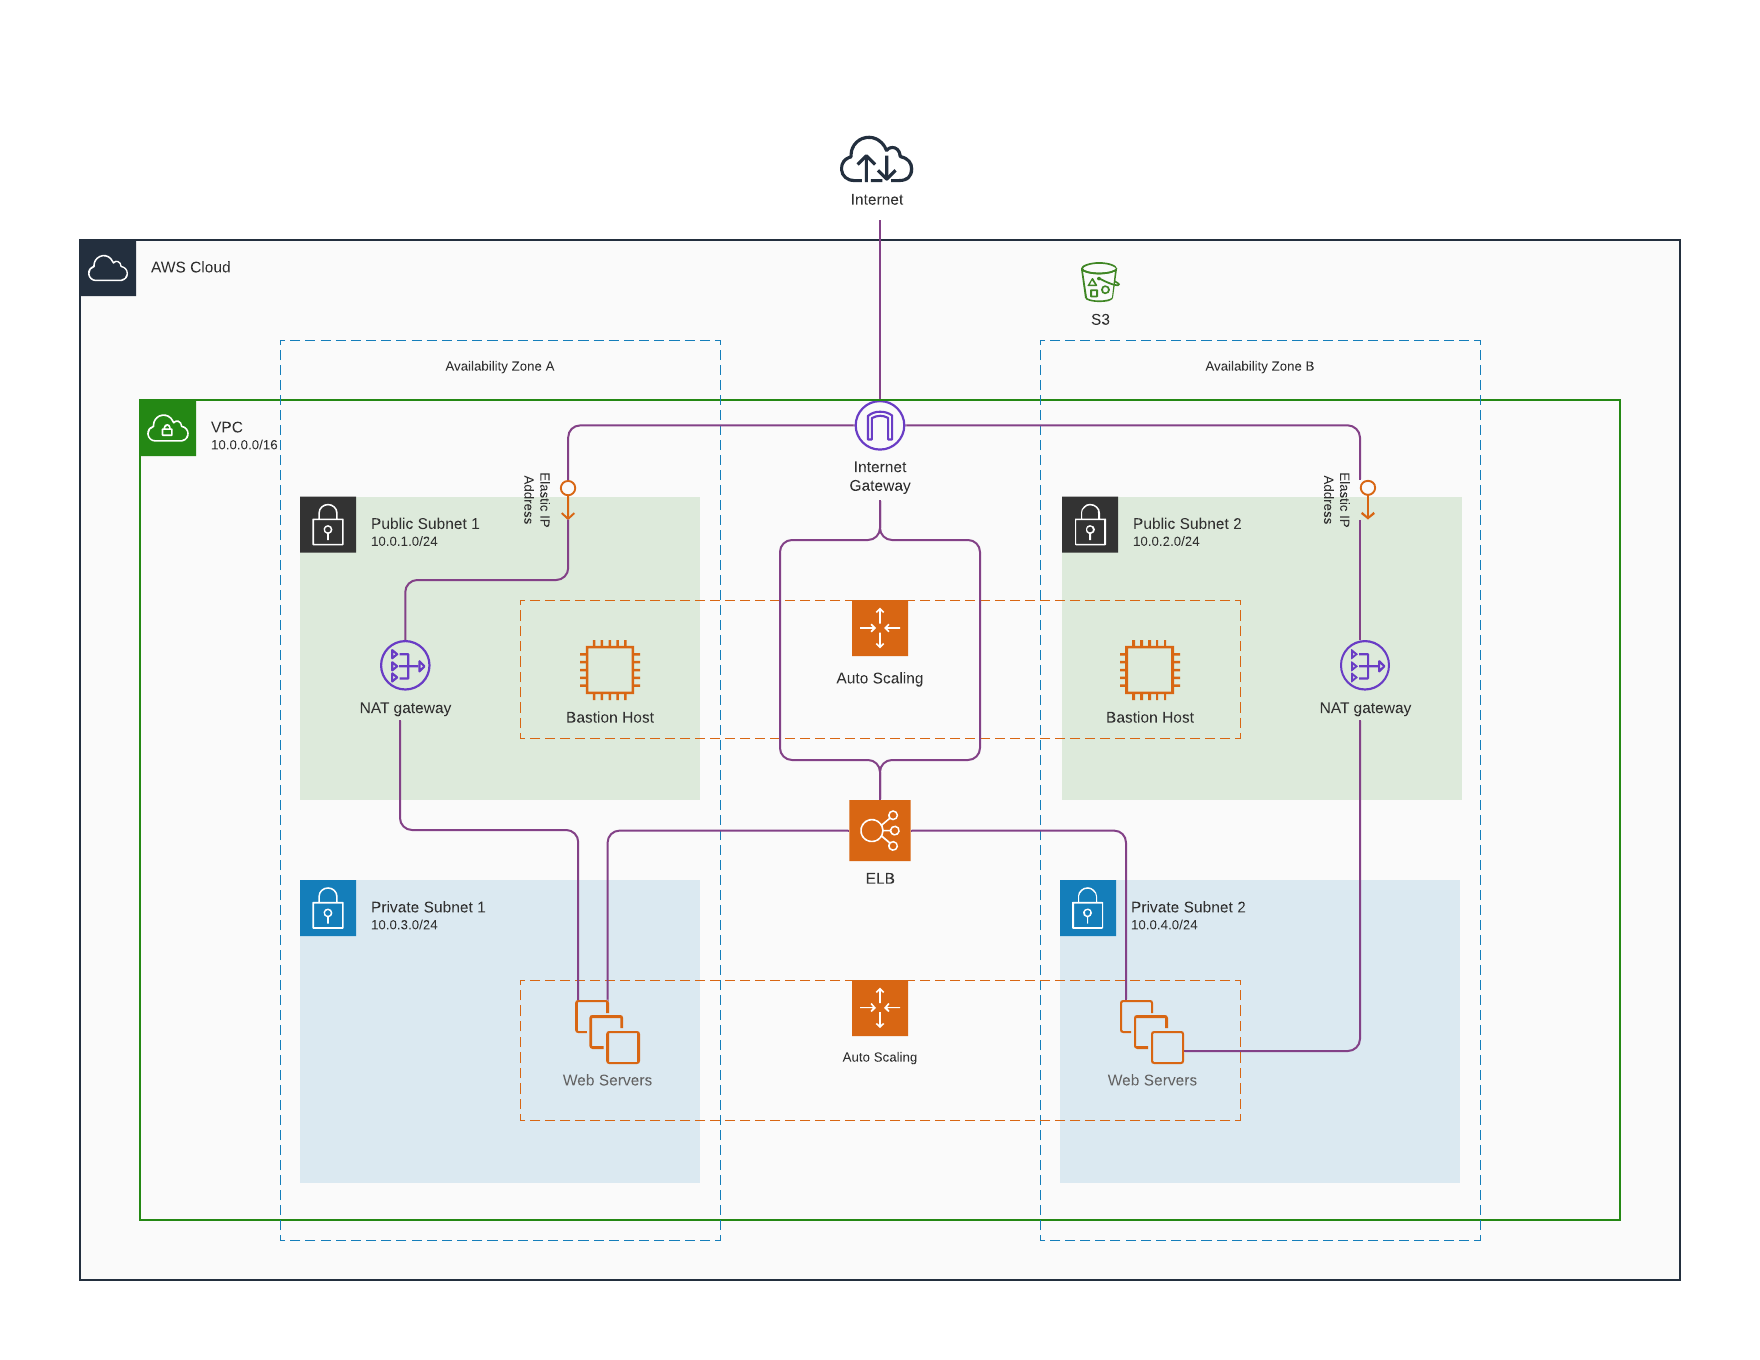 Internet
AWS Cloud
S3
Availability Zone A
Availability Zone B
VPC
10.0.0.0/16
Internet
Gateway
Elastic IP
Address
Elastic IP
Address
Public Subnet 1
10.0.1.0/24
Public Subnet 2
10.0.2.0/24
NAT gateway
Bastion Host
Auto Scaling
Bastion Host
NAT gateway
ELB
Private Subnet 1
10.0.3.0/24
Private Subnet 2
10.0.4.0/24
Web Servers
Auto Scaling
Web Servers